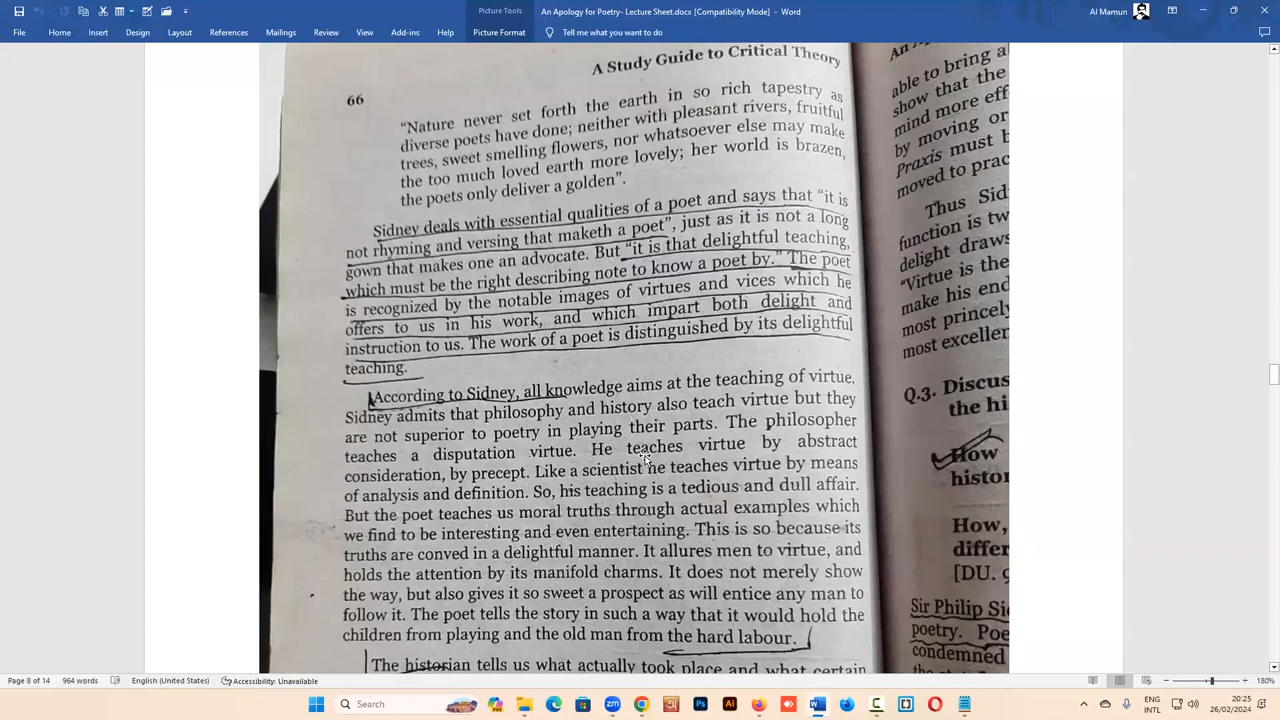 An Apology for Poetry- Lecture Sheet.docx [Compatibility Mode] - Word
Picture Tools
Al Mamun
File Home Insert Design Layout References Mailings Review View Add-ins Help Picture Format Tell me what you want to do
A Study Guide to Critical Theory
66
"Nature never set forth the earth in so rich tapestry as
diverse poets have done; neither with pleasant rivers, fruitful
trees, sweet smelling flowers, nor whatsoever else may make
the too much loved earth more lovely; her world is brazen,
the poets only deliver a golden".
Sidney deals with essential qualities of a poet and says that "it is
not rhyming and versing that maketh a poet", just as it is not a long
gown that makes one an advocate. But "it is that delightful teaching,
which must be the right describing note to know a poet by." The poet
is recognized by the notable images of virtues and vices which he
offers to us in his work, and which impart both delight and
instruction to us. The work of a poet is distinguished by its delightful
teaching.
According to Sidney, all knowledge aims at the teaching of virtue.
Sidney admits that philosophy and history also teach virtue but they
are not superior to poetry in playing their parts. The philosopher
teaches a disputation virtue. He teaches virtue by abstract
consideration, by precept. Like a scientist he teaches virtue by means
of analysis and definition. So, his teaching is a tedious and dull affair.
But the poet teaches us moral truths through actual examples which
we find to be interesting and even entertaining. This is so because its
truths are conved in a delightful manner. It allures men to virtue, and
holds the attention by its manifold charms. It does not merely show
the way, but also gives it so sweet a prospect as will entice any man to
follow it. The poet tells the story in such a way that it would hold the
children from playing and the old man from the hard labour.
The historian tells us what actually took place and what certain
An
able to bring a
show that the
mind more eff
by moving or
Praxis must b
moved to prac
Thus Sid
function is tw
delight draws
"Virtue is the
make his end
most princely
most excellen
Q.3. Discus
the hi
How
histor
How,
differ
[DU. 9
Sir Philip Si
poetry. Poe
condemned
Page 8 of 14 964 words English (United States) Accessibility: Unavailable
180%
Search
ENG
INTL
20:25
26/02/2024